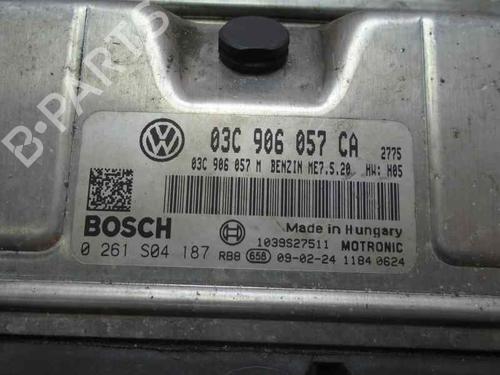 B-PARTS
03C 906 057 CA 2775
03C 906 057 M BENZIN ME7.5.20 HW: H05
BOSCH
Made in Hungary
1039S27511 MOTRONIC
0 261 S04 187 RB8 658 09-02-24 1184 0624